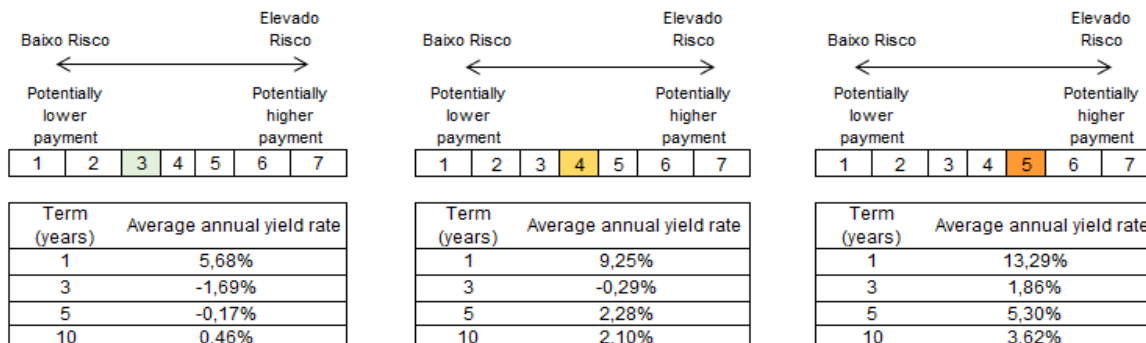 Elevado
Baixo Risco Risco
Potentially Potentially
lower higher
payment payment
1 2 3 4 5 6 7
Term
(years) Average annual yield rate
1 5,68%
3 -1,69%
5 -0,17%
10 0,46%
Elevado
Baixo Risco Risco
Potentially Potentially
lower higher
payment payment
1 2 3 4 5 6 7
Term
(years) Average annual yield rate
1 9,25%
3 -0,29%
5 2,28%
10 2,10%
Elevado
Baixo Risco Risco
Potentially Potentially
lower higher
payment payment
1 2 3 4 5 6 7
Term
(years) Average annual yield rate
1 13,29%
3 1,86%
5 5,30%
10 3,62%